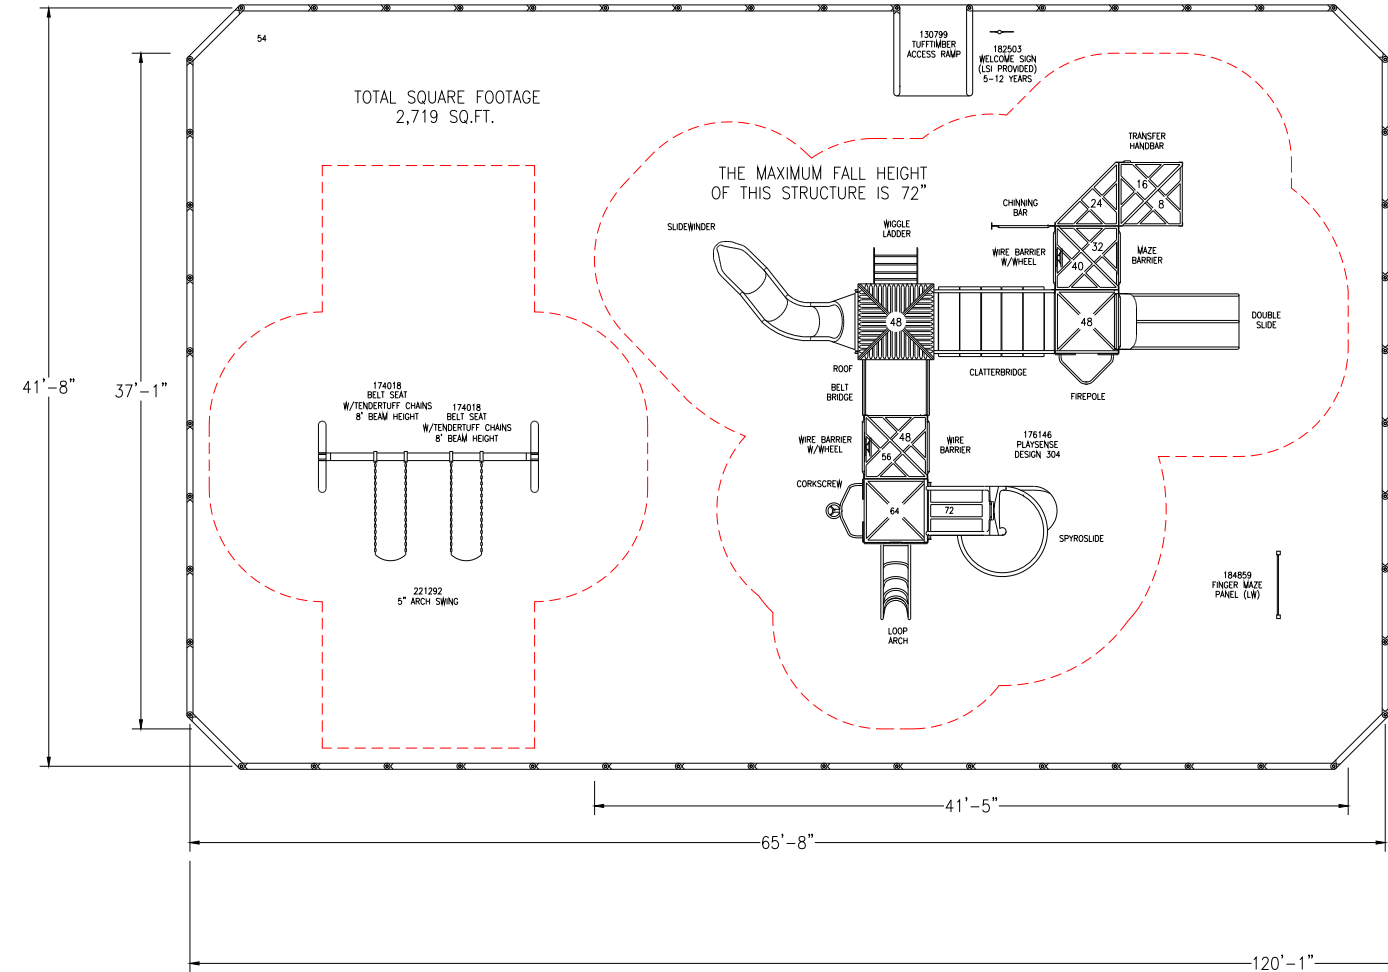 54
130799
TUFFTIMBER
ACCESS RAMP
182503
WELCOME SIGN
(LSI PROVIDED)
5-12 YEARS
TOTAL SQUARE FOOTAGE
2,719 SQ.FT.
THE MAXIMUM FALL HEIGHT
OF THIS STRUCTURE IS 72"
TRANSFER
HANDBAR
16
8
24
CHINNING
BAR
SLIDEWINDER
WIGGLE
LADDER
WIRE BARRIER
W/WHEEL
32
40
MAZE
BARRIER
48
48
DOUBLE
SLIDE
ROOF
CLATTERBRIDGE
BELT
BRIDGE
FIREPOLE
41'-8"
37'-1"
174018
BELT SEAT
W/TENDERTUFF CHAINS
8' BEAM HEIGHT
174018
BELT SEAT
W/TENDERTUFF CHAINS
8' BEAM HEIGHT
WIRE BARRIER
W/WHEEL
48
56
WIRE
BARRIER
176146
PLAYSENSE
DESIGN 304
CORKSCREW
64
72
SPYROSLIDE
221292
5" ARCH SWING
184859
FINGER MAZE
PANEL (LW)
LOOP
ARCH
41'-5"
65'-8"
120'-1"